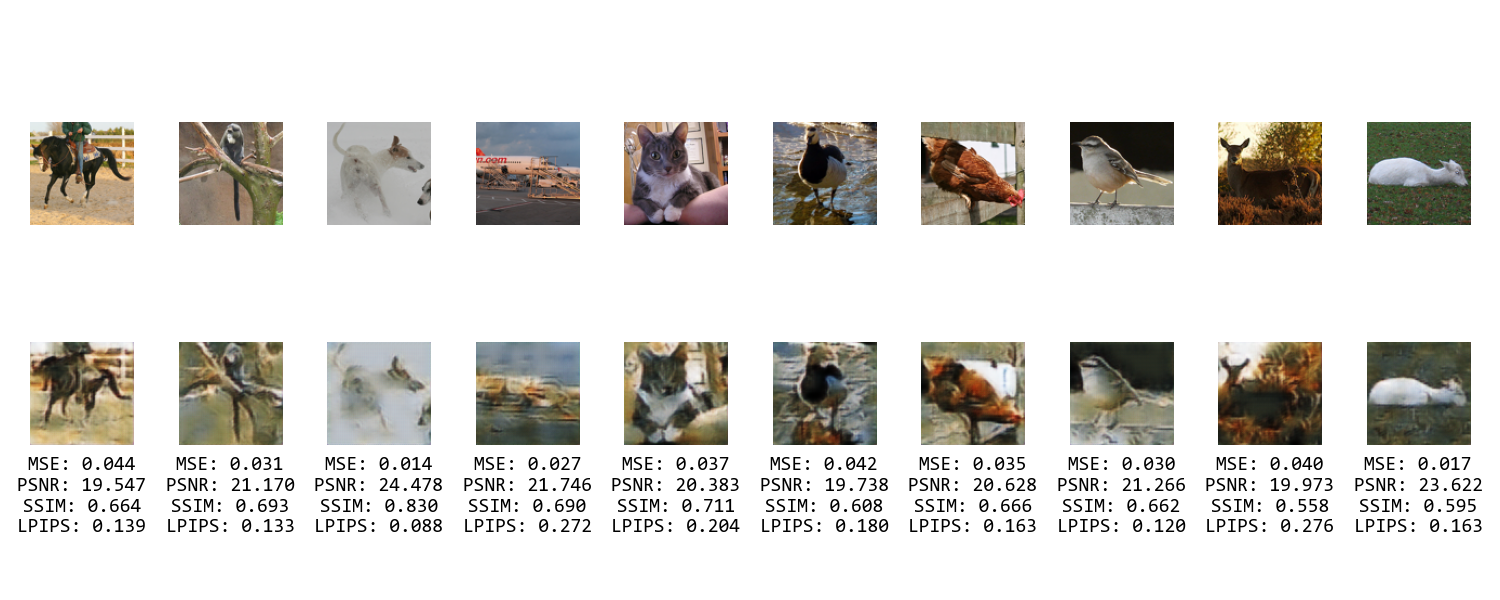 a.com
MSE: 0.044
PSNR: 19.547
SSIM: 0.664
LPIPS: 0.139
MSE: 0.031
PSNR: 21.170
SSIM: 0.693
LPIPS: 0.133
MSE: 0.014
PSNR: 24.478
SSIM: 0.830
LPIPS: 0.088
MSE: 0.027
PSNR: 21.746
SSIM: 0.690
LPIPS: 0.272
MSE: 0.037
PSNR: 20.383
SSIM: 0.711
LPIPS: 0.204
MSE: 0.042
PSNR: 19.738
SSIM: 0.608
LPIPS: 0.180
MSE: 0.035
PSNR: 20.628
SSIM: 0.666
LPIPS: 0.163
MSE: 0.030
PSNR: 21.266
SSIM: 0.662
LPIPS: 0.120
MSE: 0.040
PSNR: 19.973
SSIM: 0.558
LPIPS: 0.276
MSE: 0.017
PSNR: 23.622
SSIM: 0.595
LPIPS: 0.163